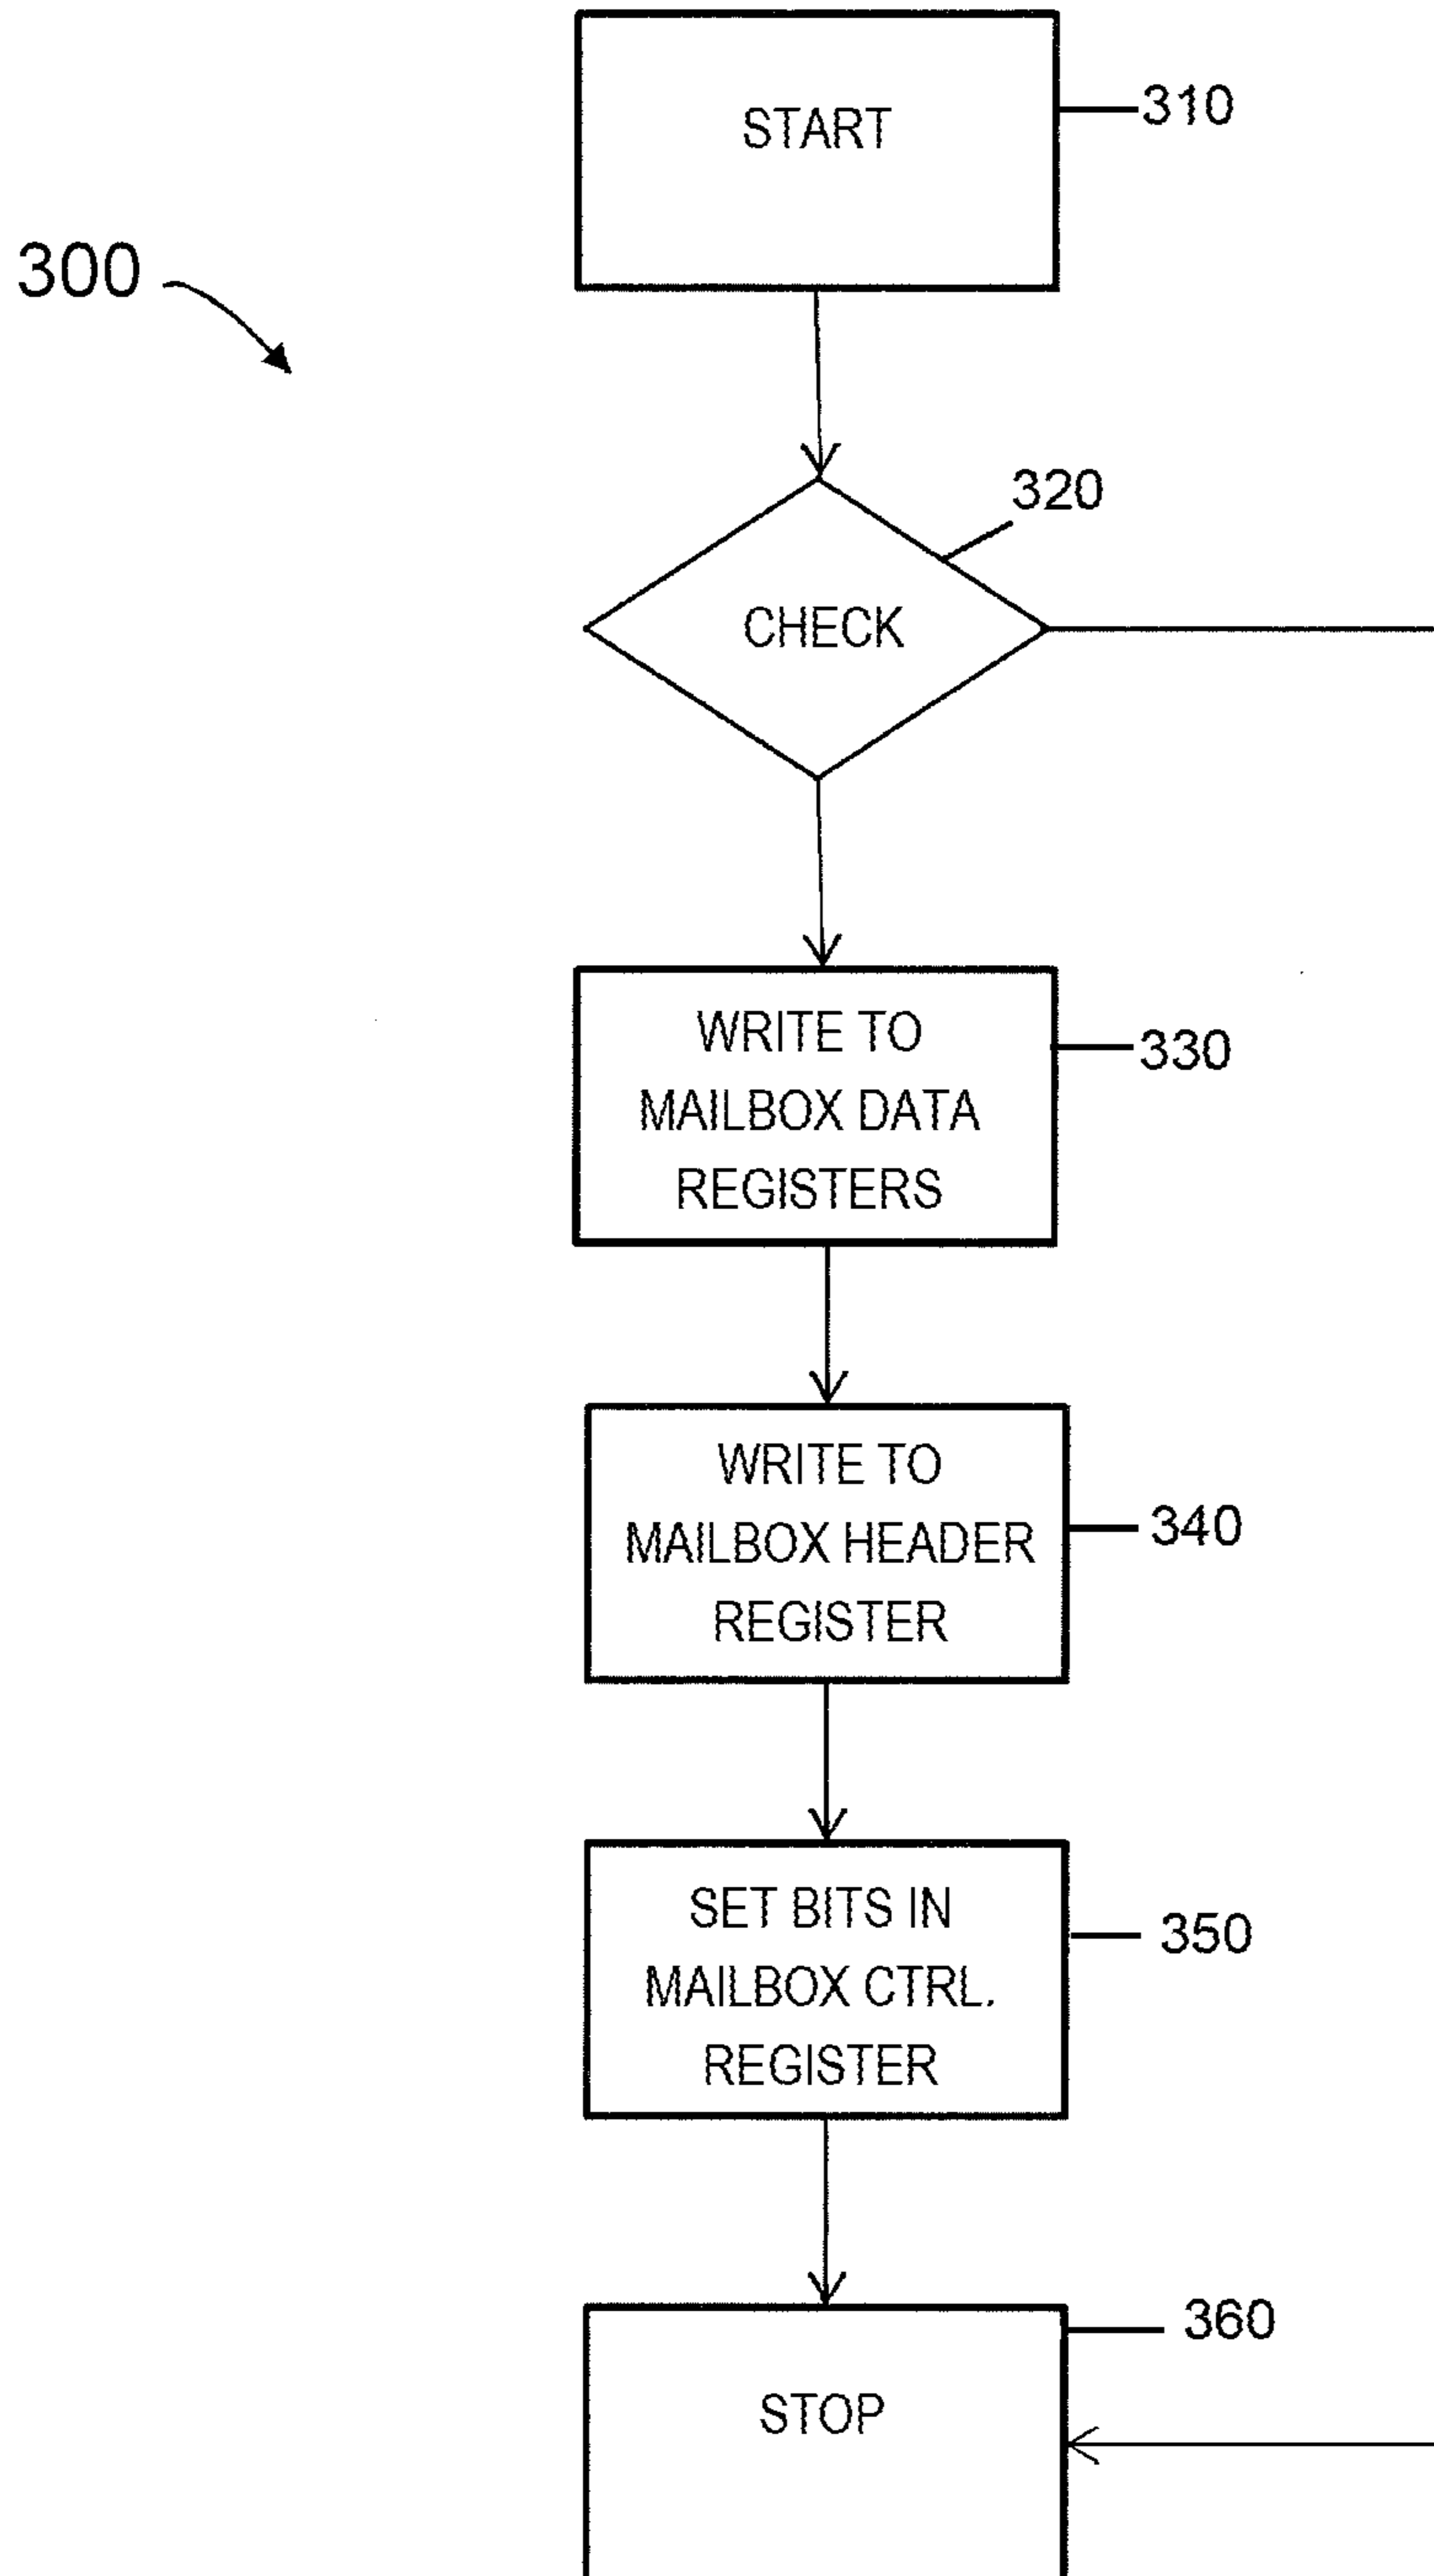 START
310
300
320
CHECK
WRITE TO
MAILBOX DATA
REGISTERS
330
WRITE TO
MAILBOX HEADER
REGISTER
340
SET BITS IN
MAILBOX CTRL.
REGISTER
350
360
STOP